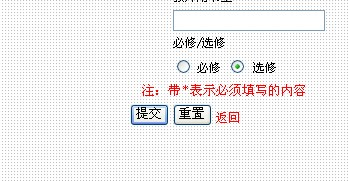 必修/选修
必修 选修
注：带*表示必须填写的内容
提交 重置 返回